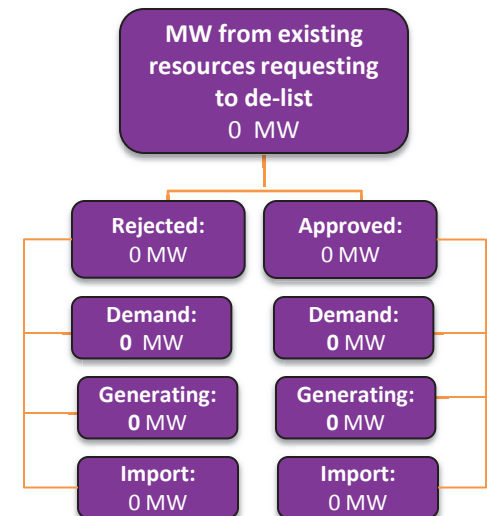 MW from existing
resources requesting
to de-list
0 MW
Rejected:
0 MW
Approved:
0 MW
Demand:
0 MW
Demand:
0 MW
Generating:
0 MW
Generating:
0 MW
Import:
0 MW
Import:
0 MW